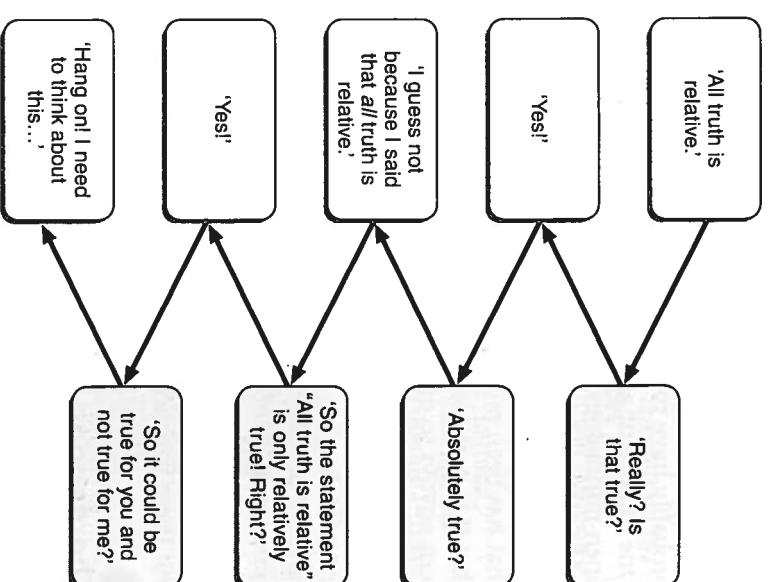 'All truth is
relative.'
'Really? Is
that true?'
'Yes!'
'Absolutely true?'
'I guess not
because I said
that all truth is
relative.'
'So the statement
"All truth is relative"
is only relatively
true! Right?'
'Yes!'
'So it could be
true for you and
not true for me?'
'Hang on! I need
to think about
this...'